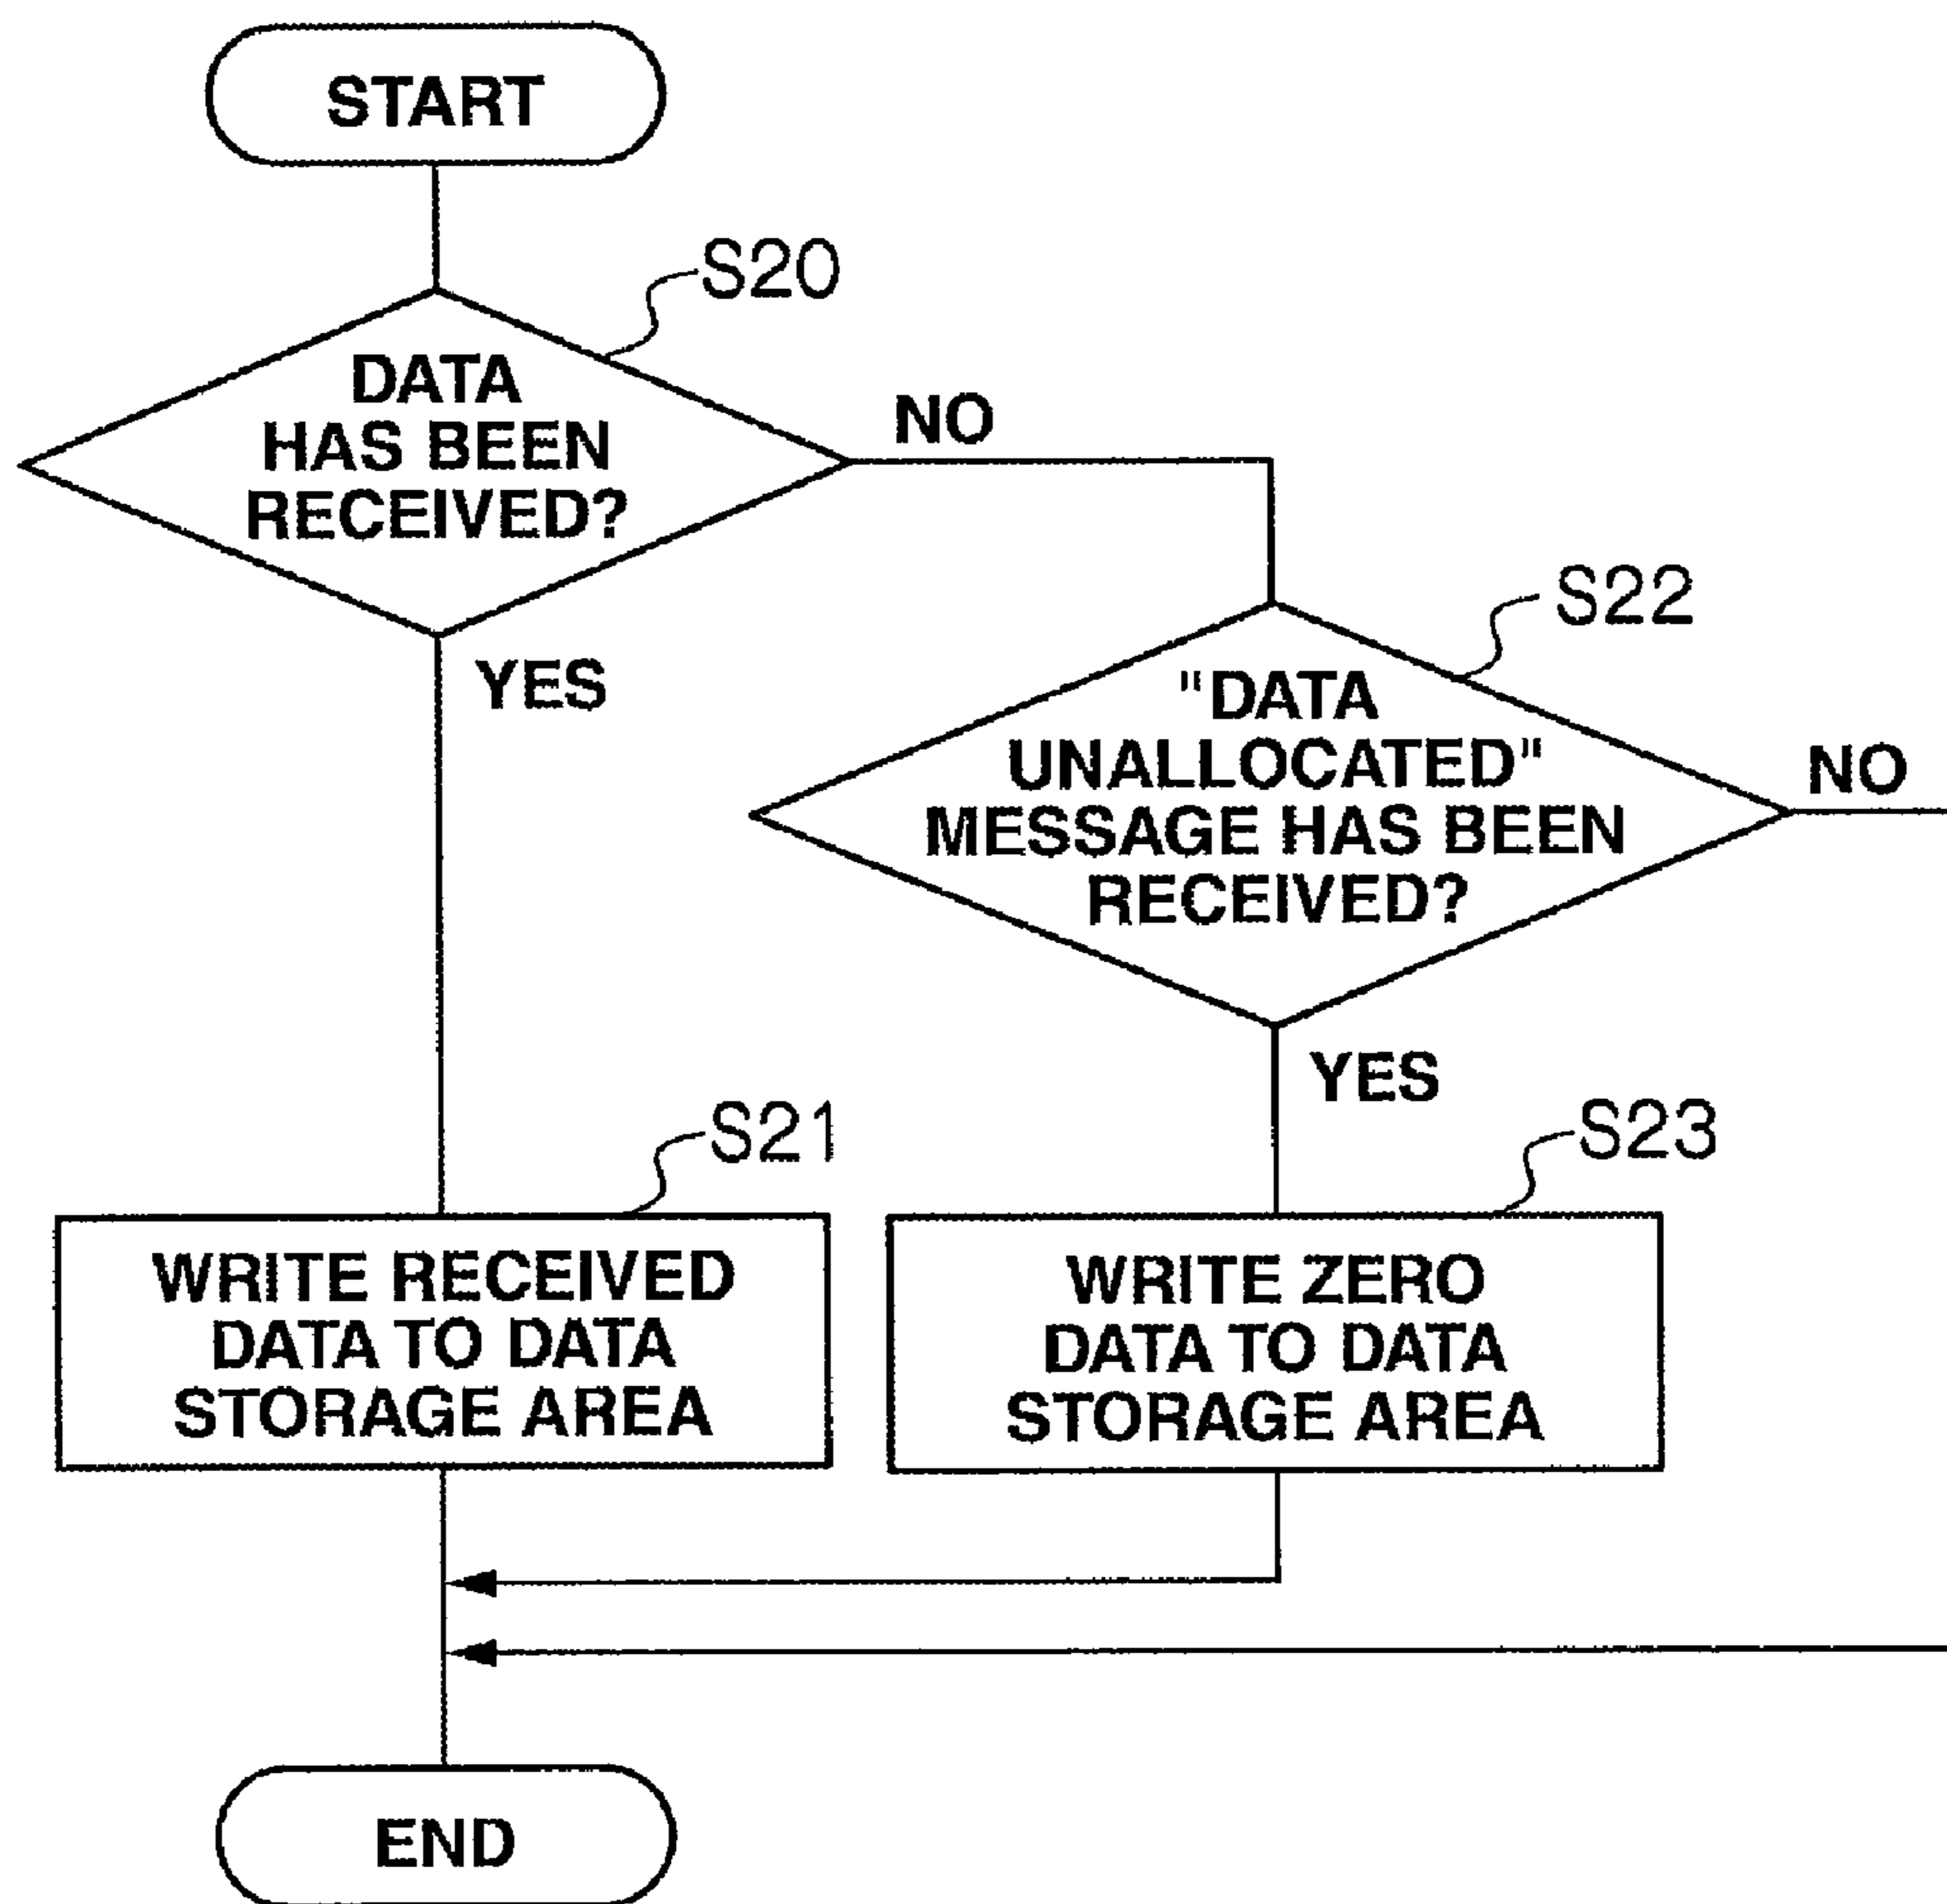 START
S20
DATA
HAS BEEN
RECEIVED?
NO
YES
S22
"DATA
UNALLOCATED"
MESSAGE HAS BEEN
RECEIVED?
NO
YES
S21
WRITE RECEIVED
DATA TO DATA
STORAGE AREA
S23
WRITE ZERO
DATA TO DATA
STORAGE AREA
END